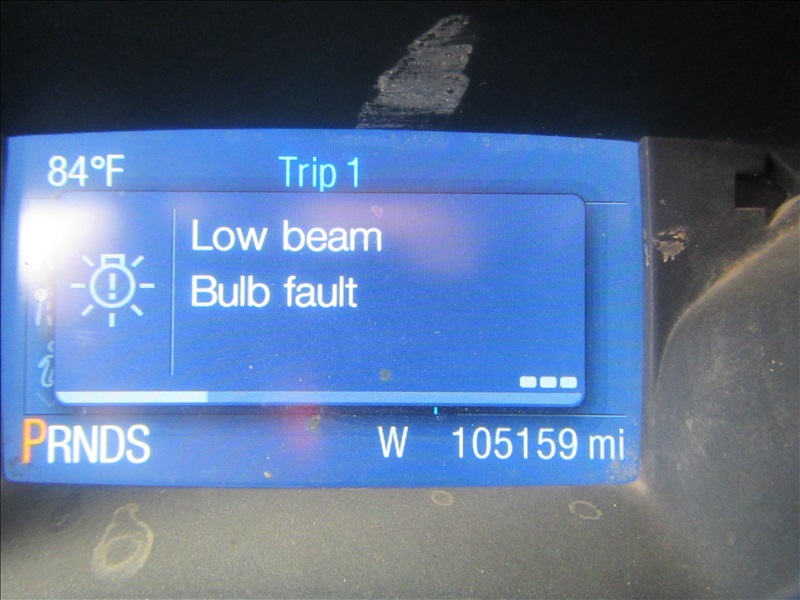 84°F
Trip 1
Low beam
Bulb fault
PRNDS
W
105159 mi